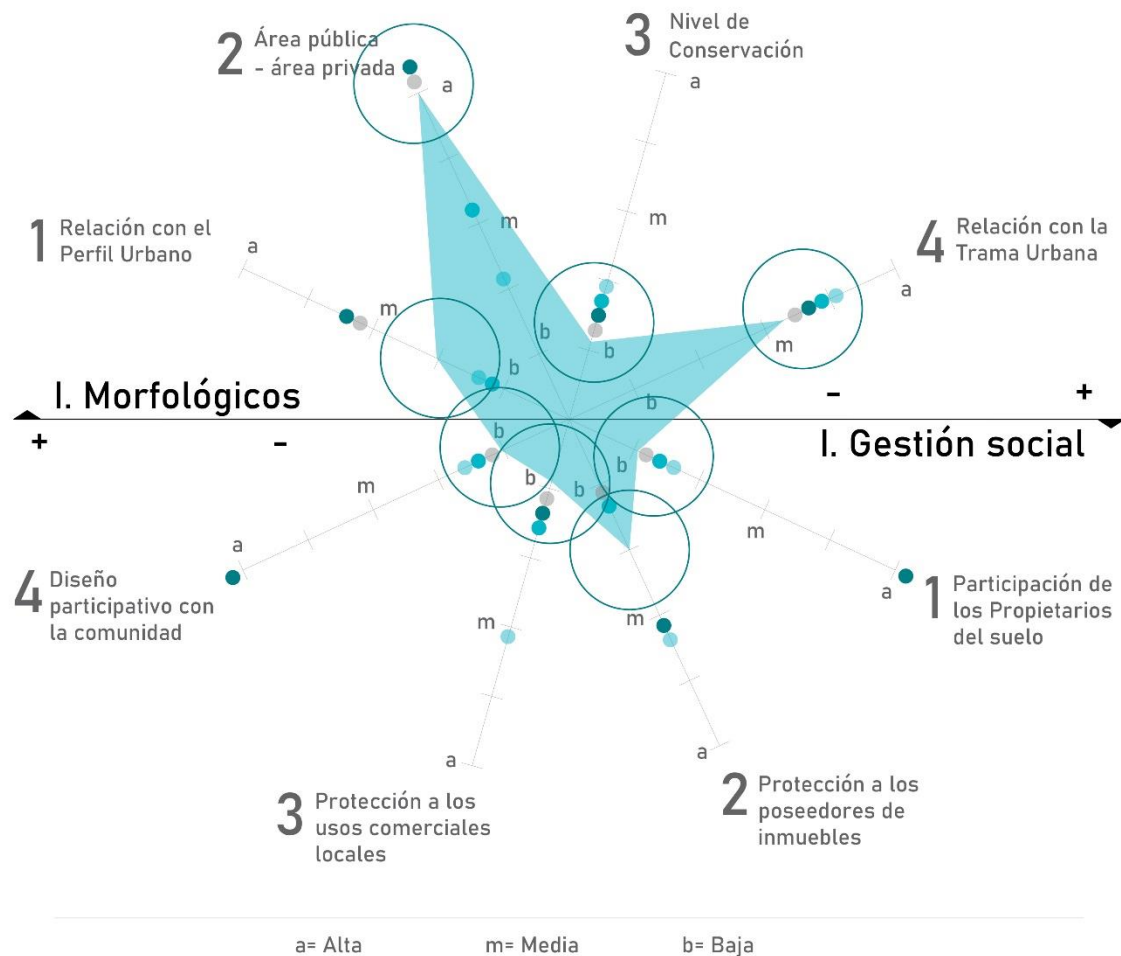 2 Área pública
- área privada
a
3 Nivel de
Conservación
a
m
m
1 Relación con el
Perfil Urbano
a
m
b
b
b
4 Relación con la
Trama Urbana
a
m
b
I. Morfológicos
-
+
+
-
I. Gestión social
b
b
b
b
m
m
m
m
a
a
a
a
4 Diseño
participativo con
la comunidad
1 Participación de
los Propietarios
del suelo
3 Protección a los
usos comerciales
locales
2 Protección a los
poseedores de
inmuebles
a= Alta
m= Media
b= Baja